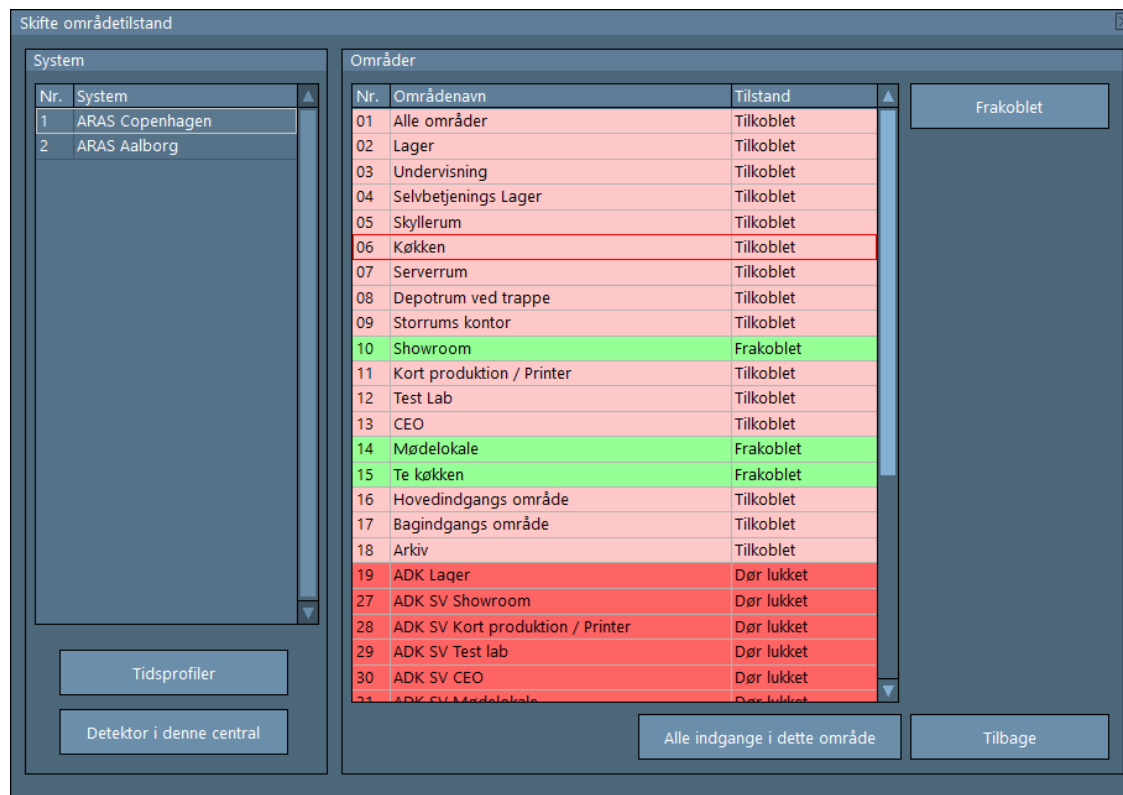 Skifte områdetilstand
System
Nr. System
1 ARAS Copenhagen
2 ARAS Aalborg
Tidsprofiler
Detektor i denne central
Områder
Nr. Områdenavn Tilstand
01 Alle områder Tilkoblet
02 Lager Tilkoblet
03 Undervisning Tilkoblet
04 Selvbetjenings Lager Tilkoblet
05 Skyllerum Tilkoblet
06 Køkken Tilkoblet
07 Serverrum Tilkoblet
08 Depotrum ved trappe Tilkoblet
09 Storrums kontor Tilkoblet
10 Showroom Frakoblet
11 Kort produktion / Printer Tilkoblet
12 Test Lab Tilkoblet
13 CEO Tilkoblet
14 Mødelokale Frakoblet
15 Te køkken Frakoblet
16 Hovedindgangs område Tilkoblet
17 Bagindgangs område Tilkoblet
18 Arkiv Tilkoblet
19 ADK Lager Dør lukket
27 ADK SV Showroom Dør lukket
28 ADK SV Kort produktion / Printer Dør lukket
29 ADK SV Test lab Dør lukket
30 ADK SV CEO Dør lukket
31 ADK SV Mødelokale Dør lukket
Frakoblet
Alle indgange i dette område
Tilbage